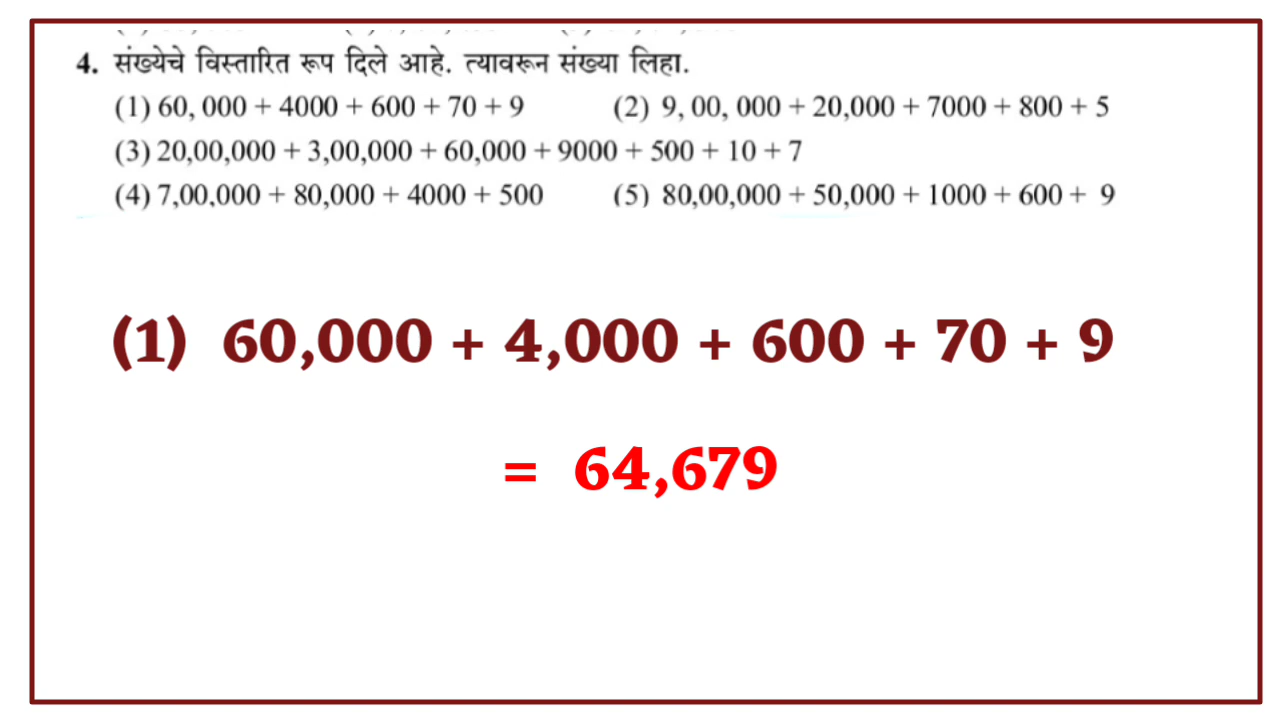 4. संख्येचे विस्तारित रूप दिले आहे. त्यावरून संख्या लिहा.
(1) 60, 000 + 4000 + 600 + 70 + 9 (2) 9, 00, 000 + 20,000 + 7000 + 800 + 5
(3) 20,00,000 + 3,00,000 + 60,000 + 9000 + 500 + 10 + 7
(4) 7,00,000 + 80,000 + 4000 + 500 (5) 80,00,000 + 50,000 + 1000 + 600 + 9
(1) 60,000 + 4,000 + 600 + 70 + 9
= 64,679